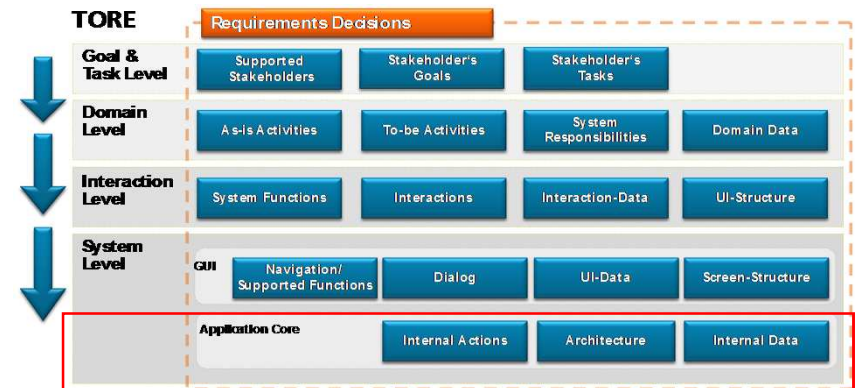 TORE
Requirements Decisions
Goal &
Task Level
Supported
Stakeholders
Stakeholder's
Goals
Stakeholder's
Tasks
Domain
Level
As-is Activities
To-be Activities
System
Responsibilities
Domain Data
Interaction
Level
System Functions
Interactions
Interaction-Data
UI-Structure
System
Level
GUI
Navigation/
Supported Functions
Dialog
UI-Data
Screen-Structure
Application Core
Internal Actions
Architecture
Internal Data